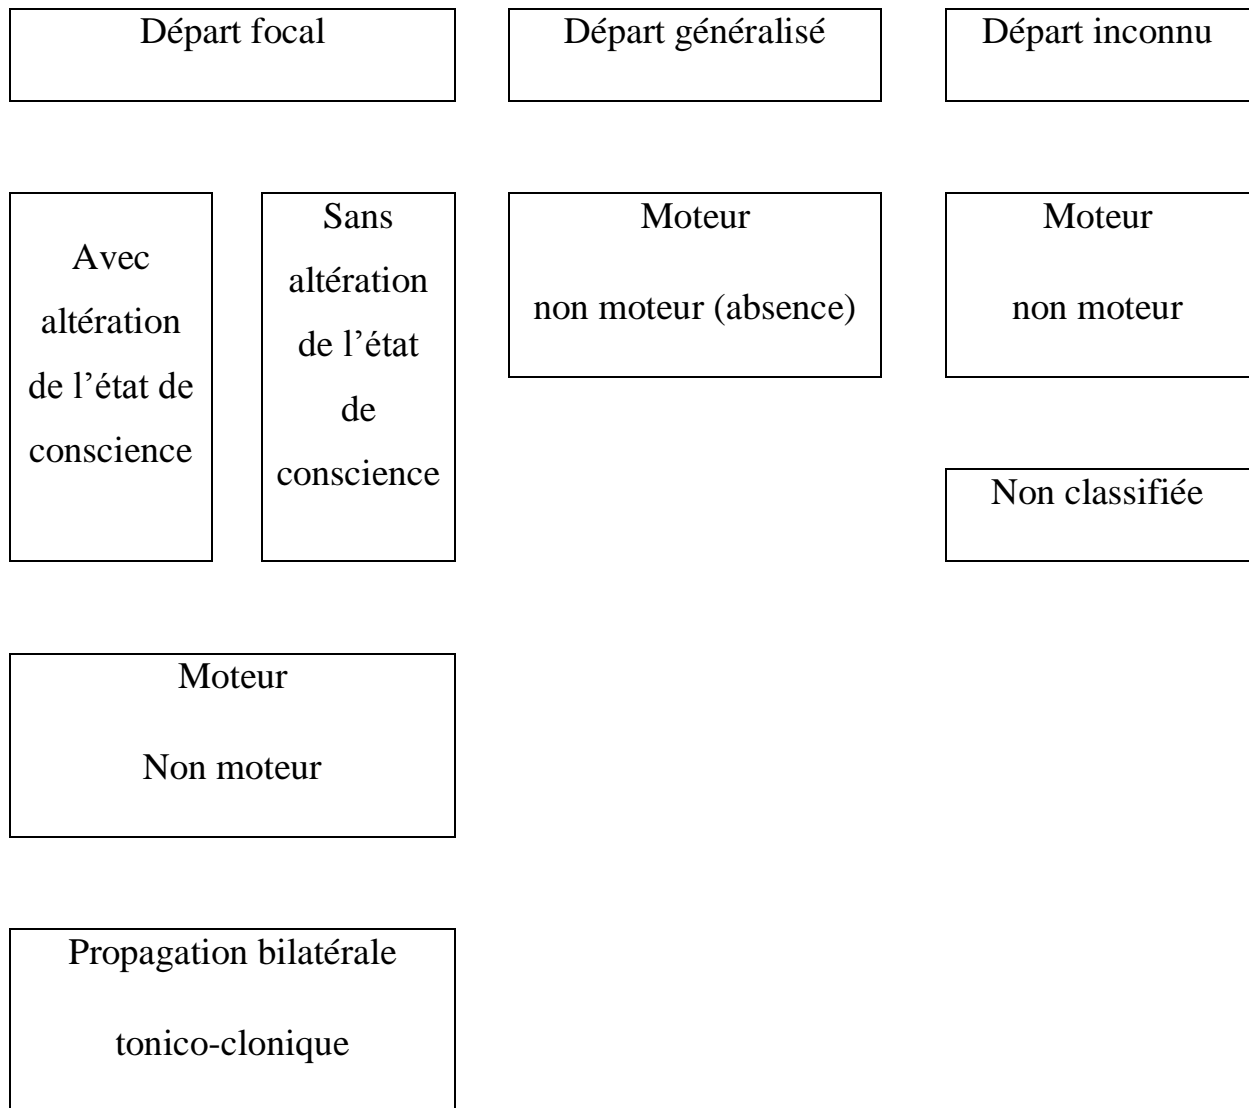 Départ focal
Départ généralisé
Départ inconnu
Avec
altération
de l’état de
conscience
Sans
altération
de l’état
de
conscience
Moteur
non moteur (absence)
Moteur
non moteur
Non classifiée
Moteur
Non moteur
Propagation bilatérale
tonico-clonique